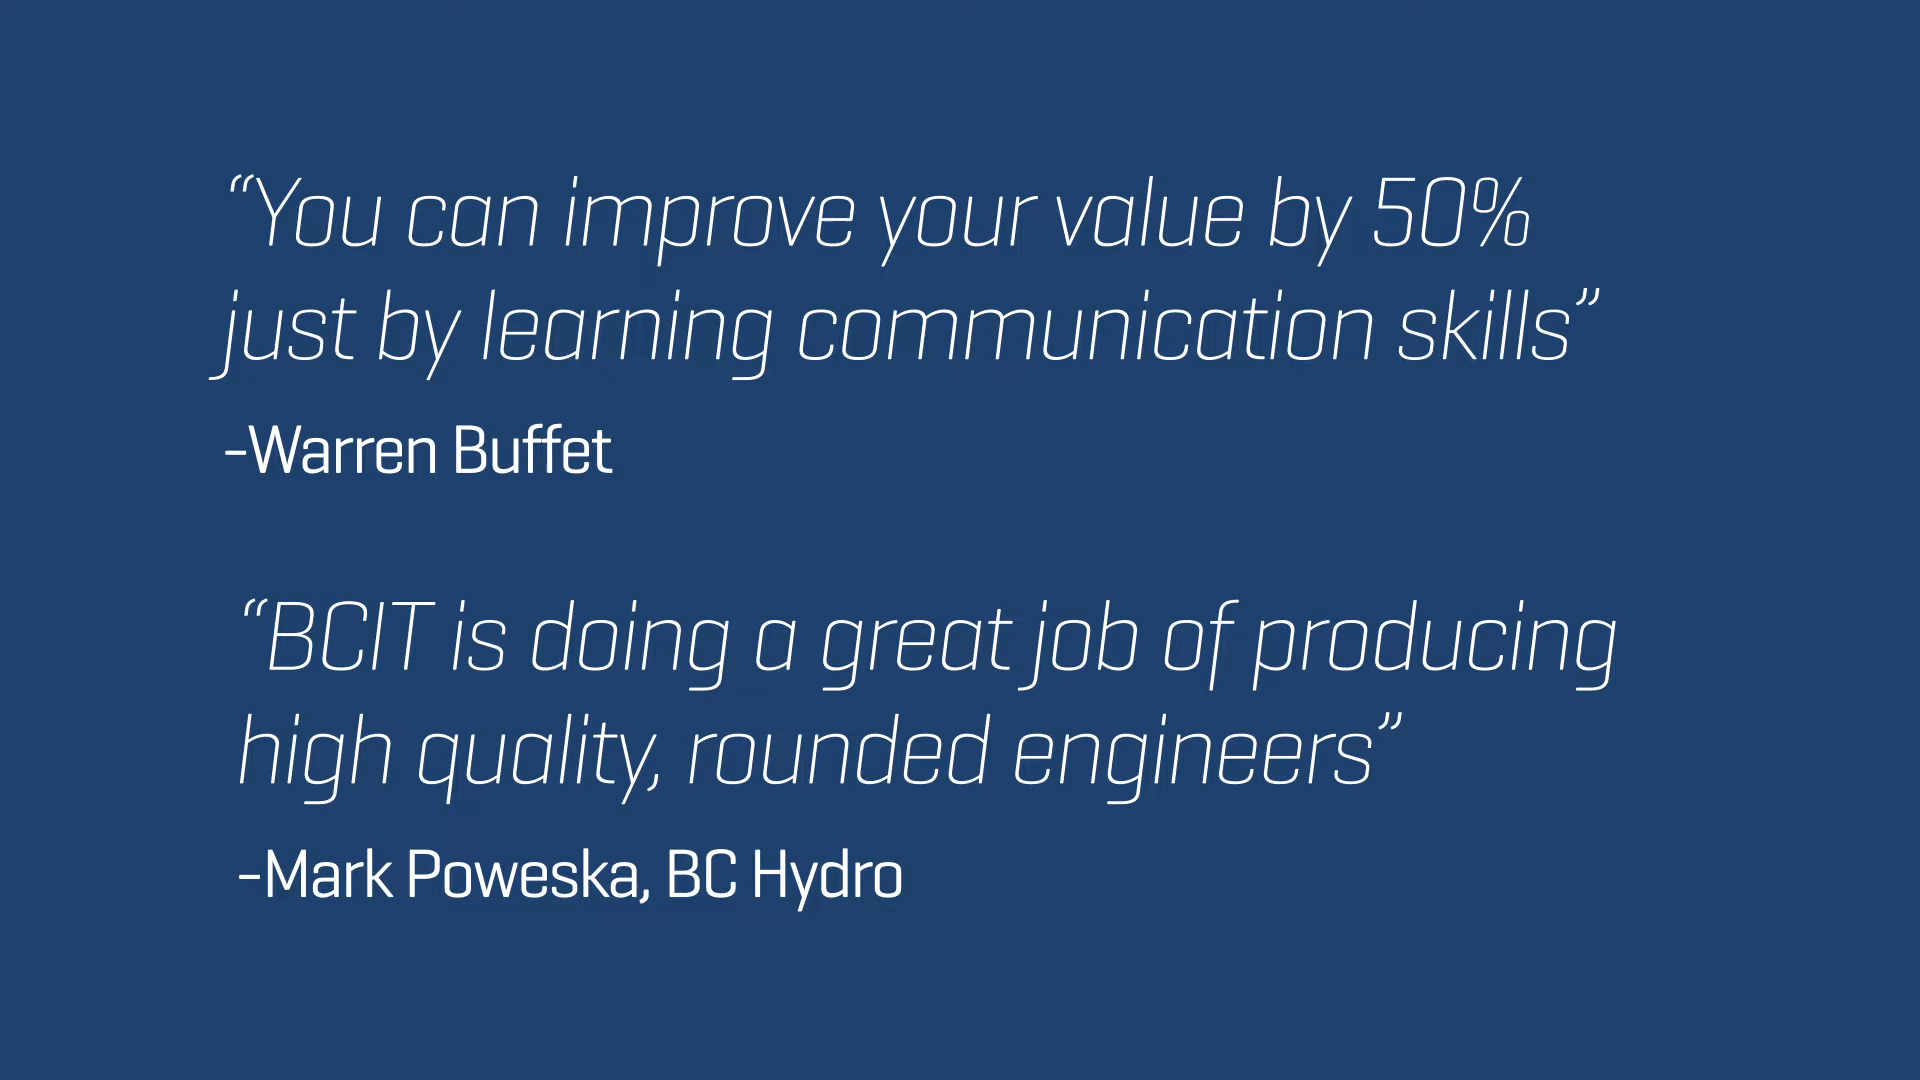 “You can improve your value by 50%
just by learning communication skills”
-Warren Buffet
“BCIT is doing a great job of producing
high quality, rounded engineers”
-Mark Poweska, BC Hydro